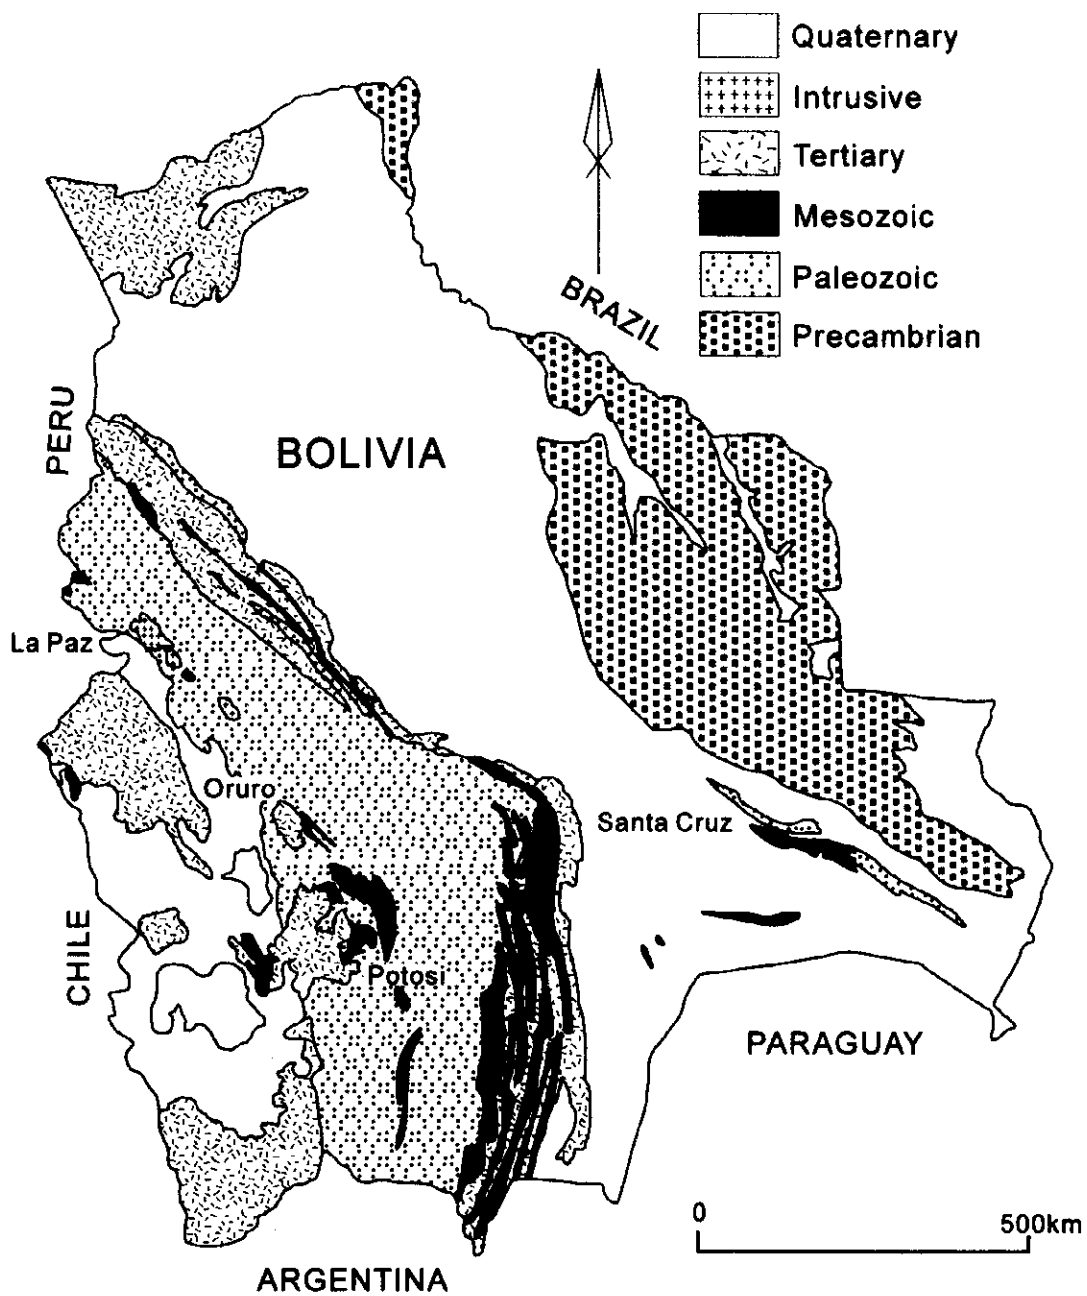 Quaternary
Intrusive
Tertiary
Mesozoic
Paleozoic
Precambrian
BRAZIL
PERU
BOLIVIA
La Paz
Oruro
Santa Cruz
CHILE
Potosi
PARAGUAY
0
500km
ARGENTINA